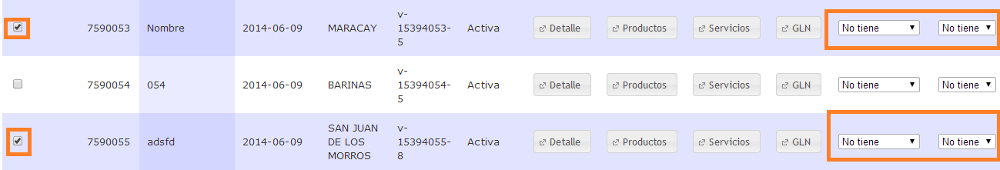 7590053 Nombre 2014-06-09 MARACAY v-15394053-5 Activa Detalle Productos Servicios GLN No tiene No tiene
7590054 054 2014-06-09 BARINAS v-15394054-5 Activa Detalle Productos Servicios GLN No tiene No tiene
7590055 adsfd 2014-06-09 SAN JUAN DE LOS MORROS v-15394055-8 Activa Detalle Productos Servicios GLN No tiene No tiene